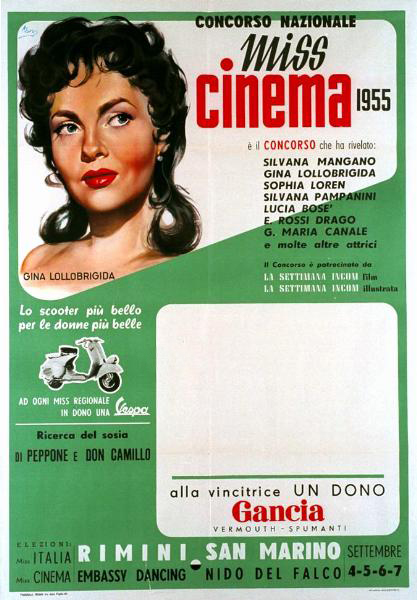 CONCORSO NAZIONALE
miss
cinema 1955
è il CONCORSO che ha rivelato:
SILVANA MANGANO
GINA LOLLOBRIGIDA
SOPHIA LOREN
SILVANA PAMPANINI
LUCIA BOSE'
E. ROSSI DRAGO
G. MARIA CANALE
e molte altre attrici
Il Concorso è patrocinato da
LA SETTIMANA INCOM film
LA SETTIMANA INCOM illustrata
GINA LOLLOBRIGIDA
Lo scooter più bello
per le donne più belle
AD OGNI MISS REGIONALE
IN DONO UNA Vespa
Ricerca del sosia
DI PEPPONE E DON CAMILLO
alla vincitrice UN DONO
Gancia
VERMOUTH - SPUMANTI
ELEZIONI:
Miss ITALIA
Miss CINEMA
RIMINI - SAN MARINO
EMBASSY DANCING - NIDO DEL FALCO
SETTEMBRE
4-5-6-7